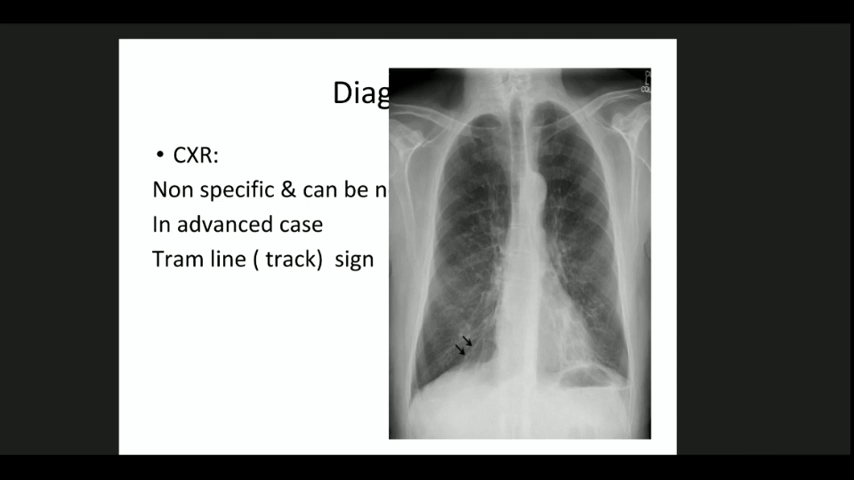 Diag
• CXR:
Non specific & can be n
In advanced case
Tram line ( track) sign